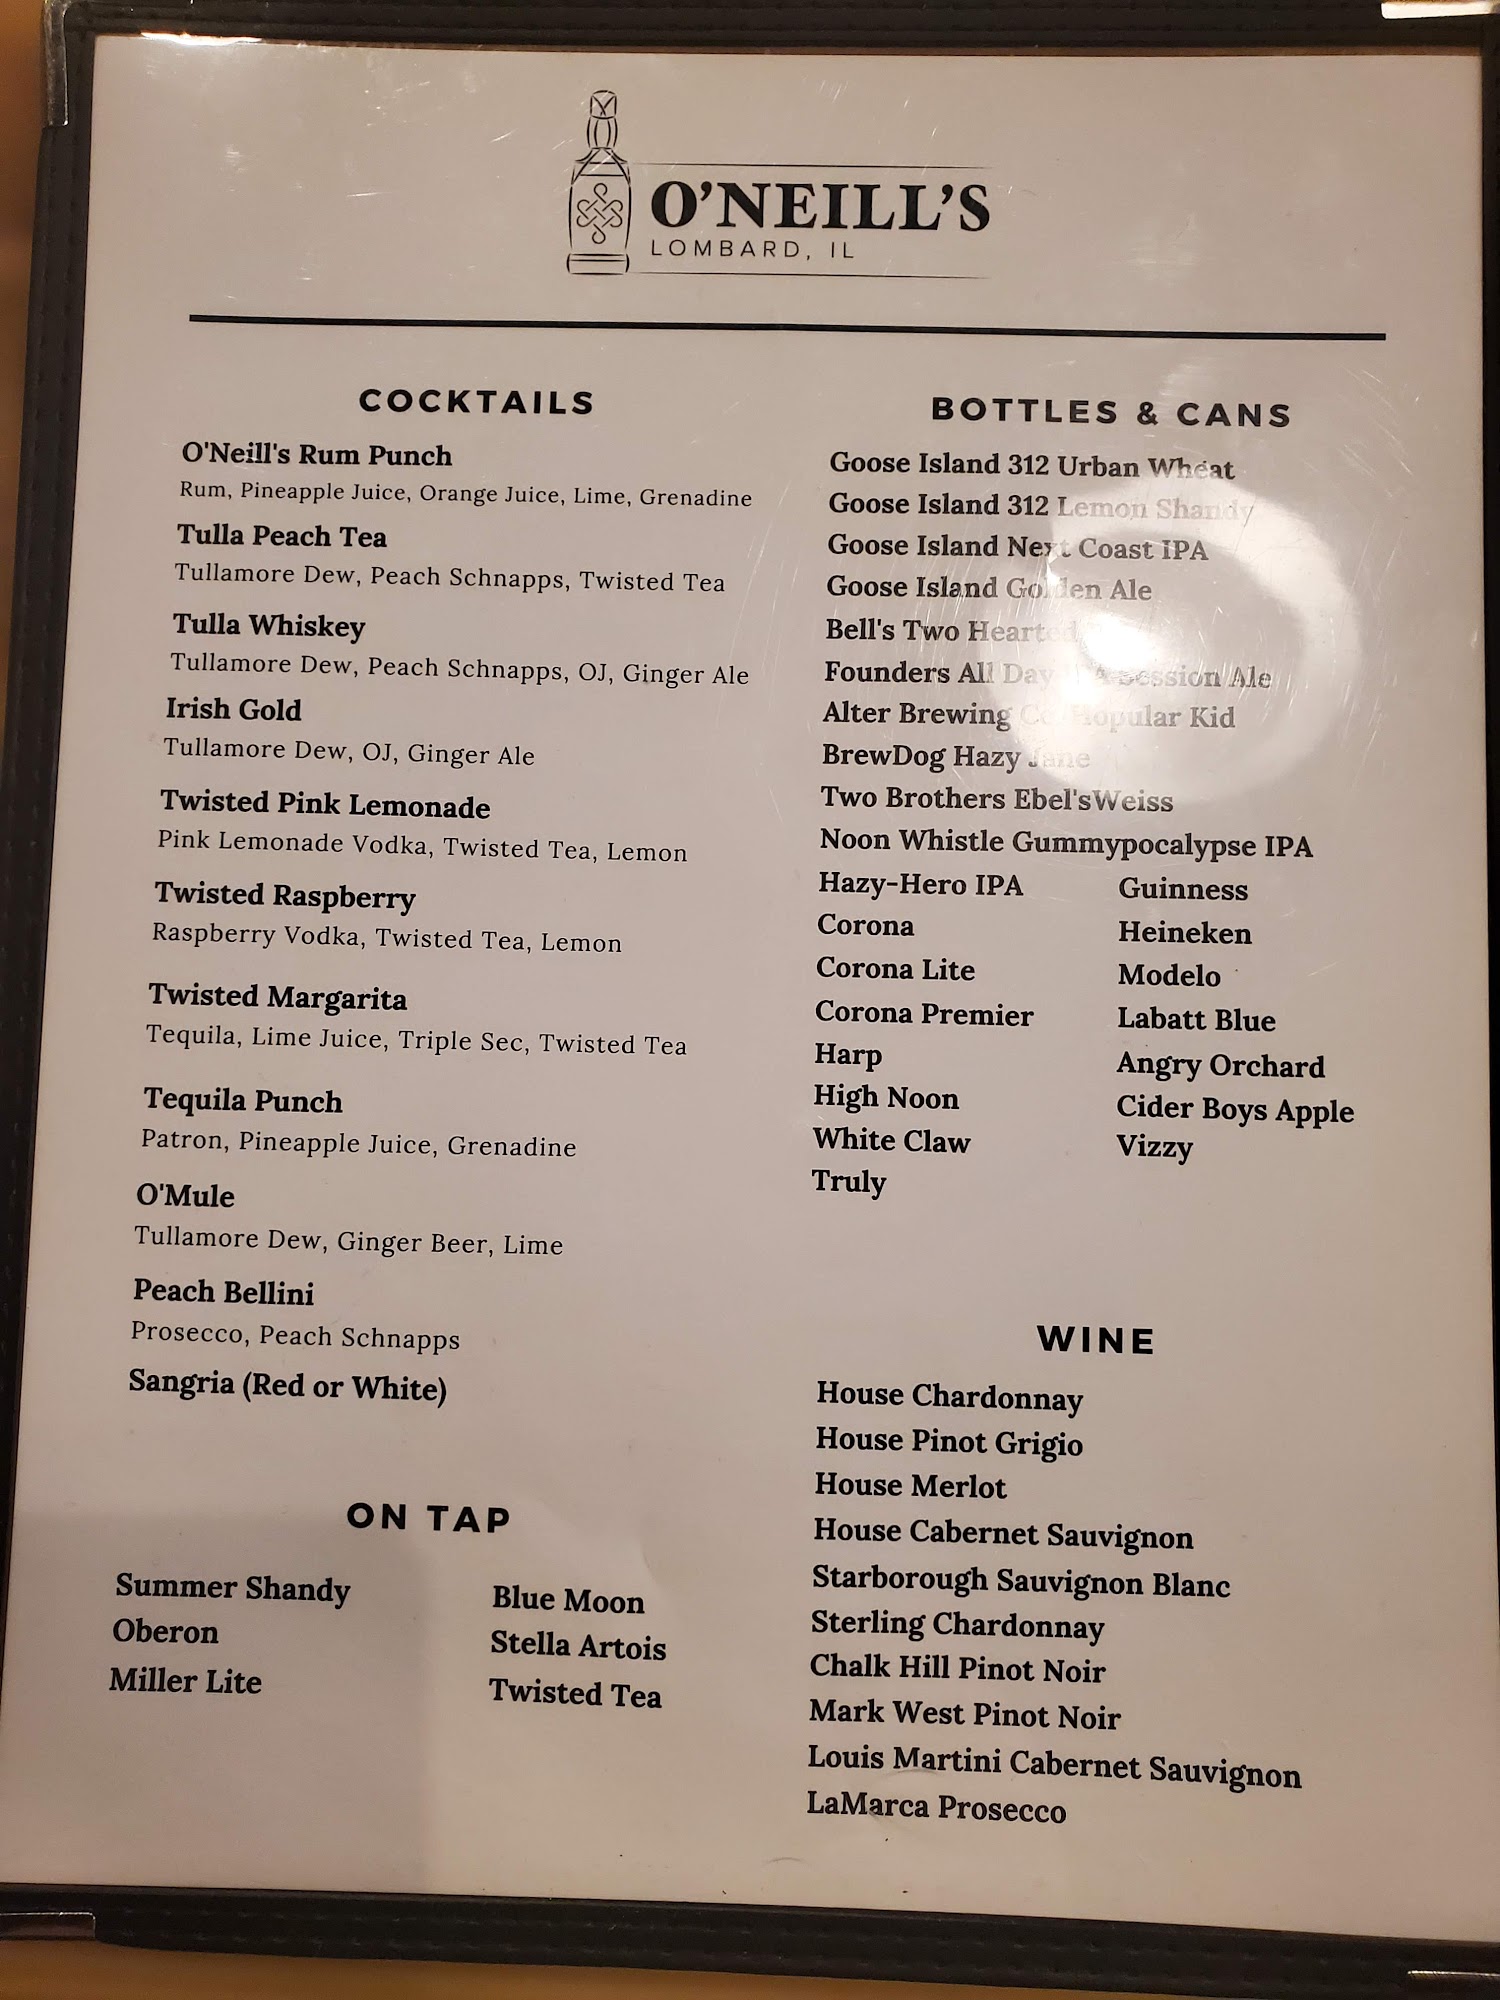 O'NEILL'S
LOMBARD, IL
COCKTAILS
O'Neill's Rum Punch
Rum, Pineapple Juice, Orange Juice, Lime, Grenadine
Tulla Peach Tea
Tullamore Dew, Peach Schnapps, Twisted Tea
Tulla Whiskey
Tullamore Dew, Peach Schnapps, OJ, Ginger Ale
Irish Gold
Tullamore Dew, OJ, Ginger Ale
Twisted Pink Lemonade
Pink Lemonade Vodka, Twisted Tea, Lemon
Twisted Raspberry
Raspberry Vodka, Twisted Tea, Lemon
Twisted Margarita
Tequila, Lime Juice, Triple Sec, Twisted Tea
Tequila Punch
Patron, Pineapple Juice, Grenadine
O'Mule
Tullamore Dew, Ginger Beer, Lime
Peach Bellini
Prosecco, Peach Schnapps
Sangria (Red or White)
ON TAP
Summer Shandy
Oberon
Miller Lite
Blue Moon
Stella Artois
Twisted Tea
BOTTLES & CANS
Goose Island 312 Urban Wheat
Goose Island 312 Lemon Shandy
Goose Island Next Coast IPA
Goose Island Golden Ale
Bell's Two Hearted
Founders All Day Session Ale
Alter Brewing Co. Hopular Kid
BrewDog Hazy Jane
Two Brothers Ebel'sWeiss
Noon Whistle Gummypocalypse IPA
Hazy-Hero IPA
Corona
Corona Lite
Corona Premier
Harp
High Noon
White Claw
Truly
Guinness
Heineken
Modelo
Labatt Blue
Angry Orchard
Cider Boys Apple
Vizzy
WINE
House Chardonnay
House Pinot Grigio
House Merlot
House Cabernet Sauvignon
Starborough Sauvignon Blanc
Sterling Chardonnay
Chalk Hill Pinot Noir
Mark West Pinot Noir
Louis Martini Cabernet Sauvignon
LaMarca Prosecco